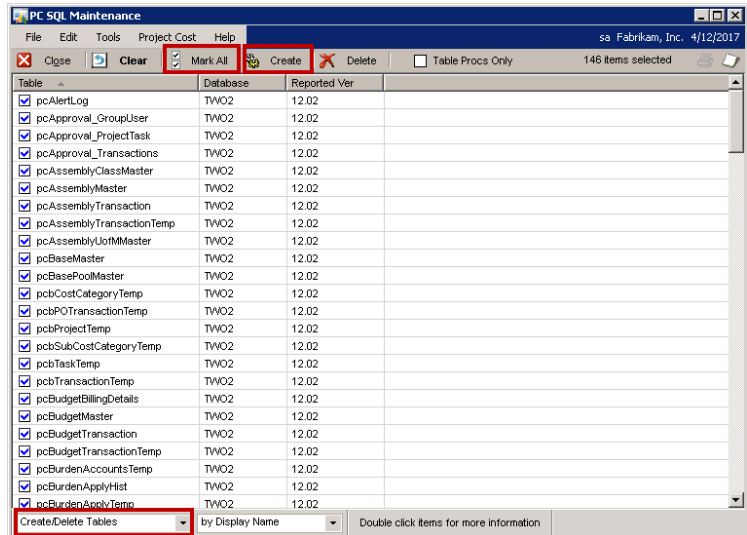 PC SQL Maintenance
File Edit Tools Project Cost Help sa Fabrikam, Inc. 4/12/2017
Close Clear Mark All Create Delete Table Procs Only 146 items selected
Table Database Reported Ver
pcAlertLog TWO2 12.02
pcApproval_GroupUser TWO2 12.02
pcApproval_ProjectTask TWO2 12.02
pcApproval_Transactions TWO2 12.02
pcAssemblyClassMaster TWO2 12.02
pcAssemblyMaster TWO2 12.02
pcAssemblyTransaction TWO2 12.02
pcAssemblyTransactionTemp TWO2 12.02
pcAssemblyUofMMaster TWO2 12.02
pcBaseMaster TWO2 12.02
pcBasePoolMaster TWO2 12.02
pcbCostCategoryTemp TWO2 12.02
pcbPOTransactionTemp TWO2 12.02
pcbProjectTemp TWO2 12.02
pcbSubCostCategoryTemp TWO2 12.02
pcbTaskTemp TWO2 12.02
pcbTransactionTemp TWO2 12.02
pcBudgetBillingDetails TWO2 12.02
pcBudgetMaster TWO2 12.02
pcBudgetTransaction TWO2 12.02
pcBudgetTransactionTemp TWO2 12.02
pcBurdenAccountsTemp TWO2 12.02
pcBurdenApplyHist TWO2 12.02
pcBurdenApplyTemp TWO2 12.02
Create/Delete Tables by Display Name Double click items for more information